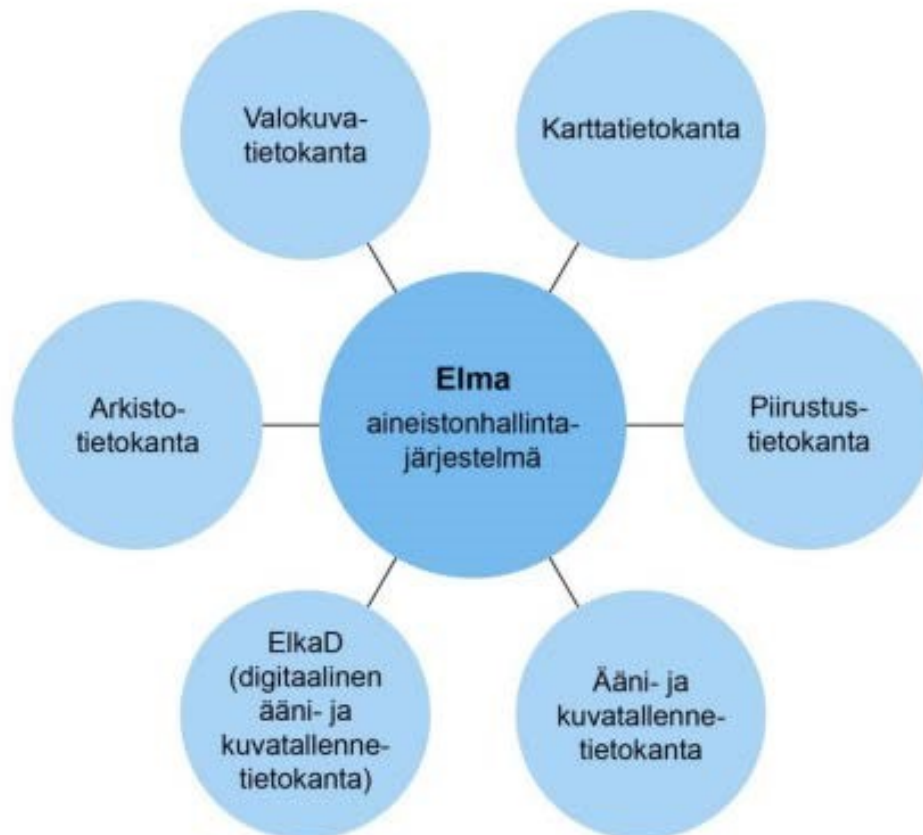 Valokuva-
tietokanta
Karttatietokanta
Elma
aineistonhallinta-
järjestelmä
Arkisto-
tietokanta
Piirustus-
tietokanta
ElkaD
(digitaalinen
ääni- ja
kuvatallenne-
tietokanta)
Ääni- ja
kuvatallenne-
tietokanta